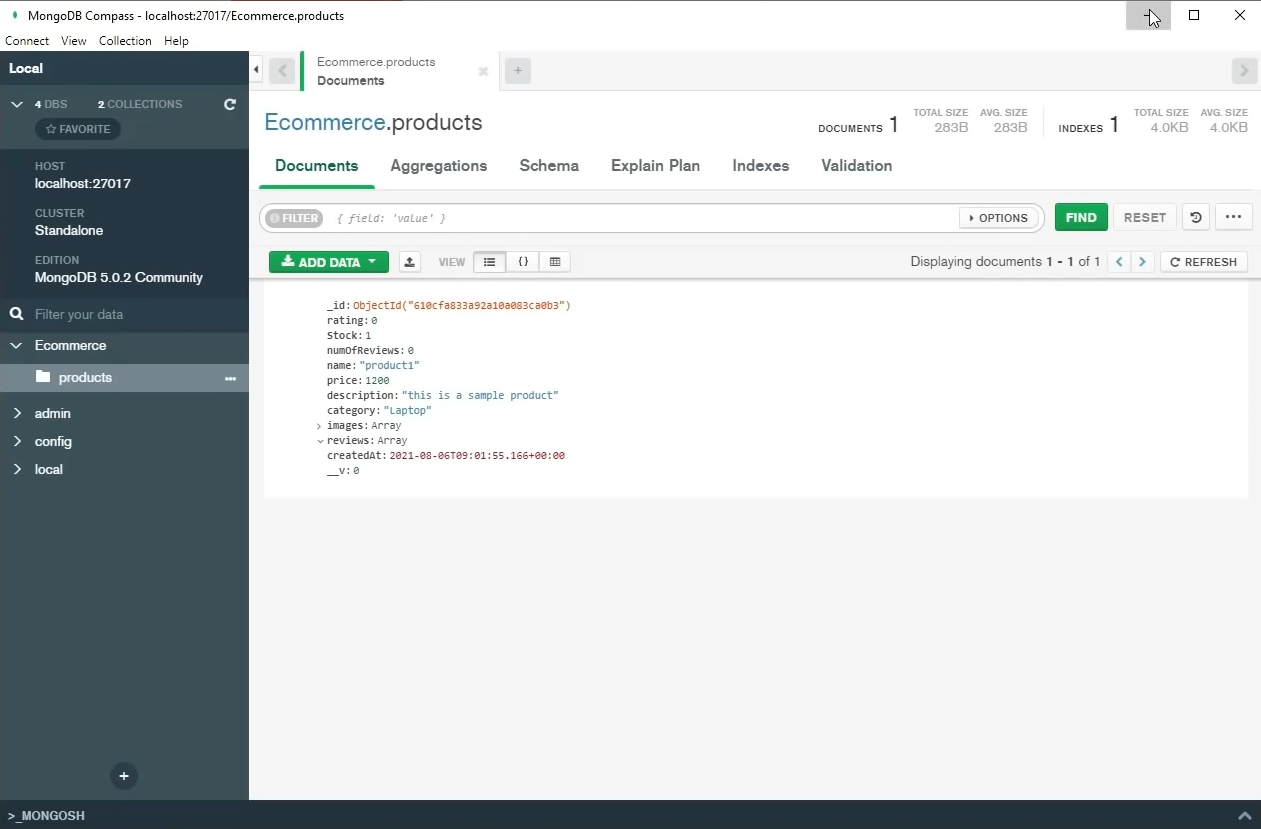 MongoDB Compass - localhost:27017/Ecommerce.products
Connect View Collection Help
Local
4 DBS 2 COLLECTIONS
FAVORITE
HOST
localhost:27017
CLUSTER
Standalone
EDITION
MongoDB 5.0.2 Community
Filter your data
Ecommerce
products
admin
config
local
>_MONGOSH
Ecommerce.products
Documents
Ecommerce.products
DOCUMENTS 1
TOTAL SIZE
283B
AVG. SIZE
283B
INDEXES 1
TOTAL SIZE
4.0KB
AVG. SIZE
4.0KB
Documents Aggregations Schema Explain Plan Indexes Validation
FILTER { field: 'value' } OPTIONS FIND RESET
ADD DATA VIEW {} Displaying documents 1 - 1 of 1 REFRESH
_id: ObjectId("610cfa833a92a10a083ca0b3")
rating: 0
Stock: 1
numOfReviews: 0
name: "product1"
price: 1200
description: "this is a sample product"
category: "Laptop"
images: Array
reviews: Array
createdAt: 2021-08-06T09:01:55.166+00:00
__v: 0